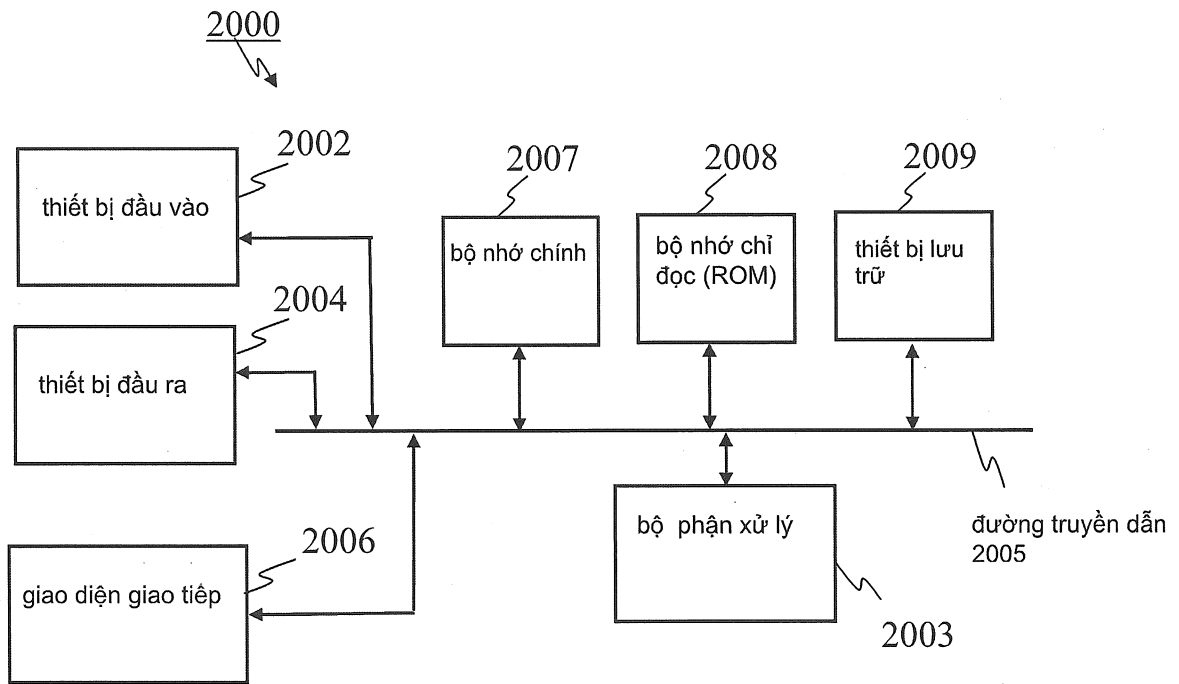 2000
2002
thiết bị đầu vào
2004
thiết bị đầu ra
2006
giao diện giao tiếp
2007
bộ nhớ chính
2008
bộ nhớ chỉ
đọc (ROM)
2009
thiết bị lưu
trữ
bộ phận xử lý
2003
đường truyền dẫn
2005